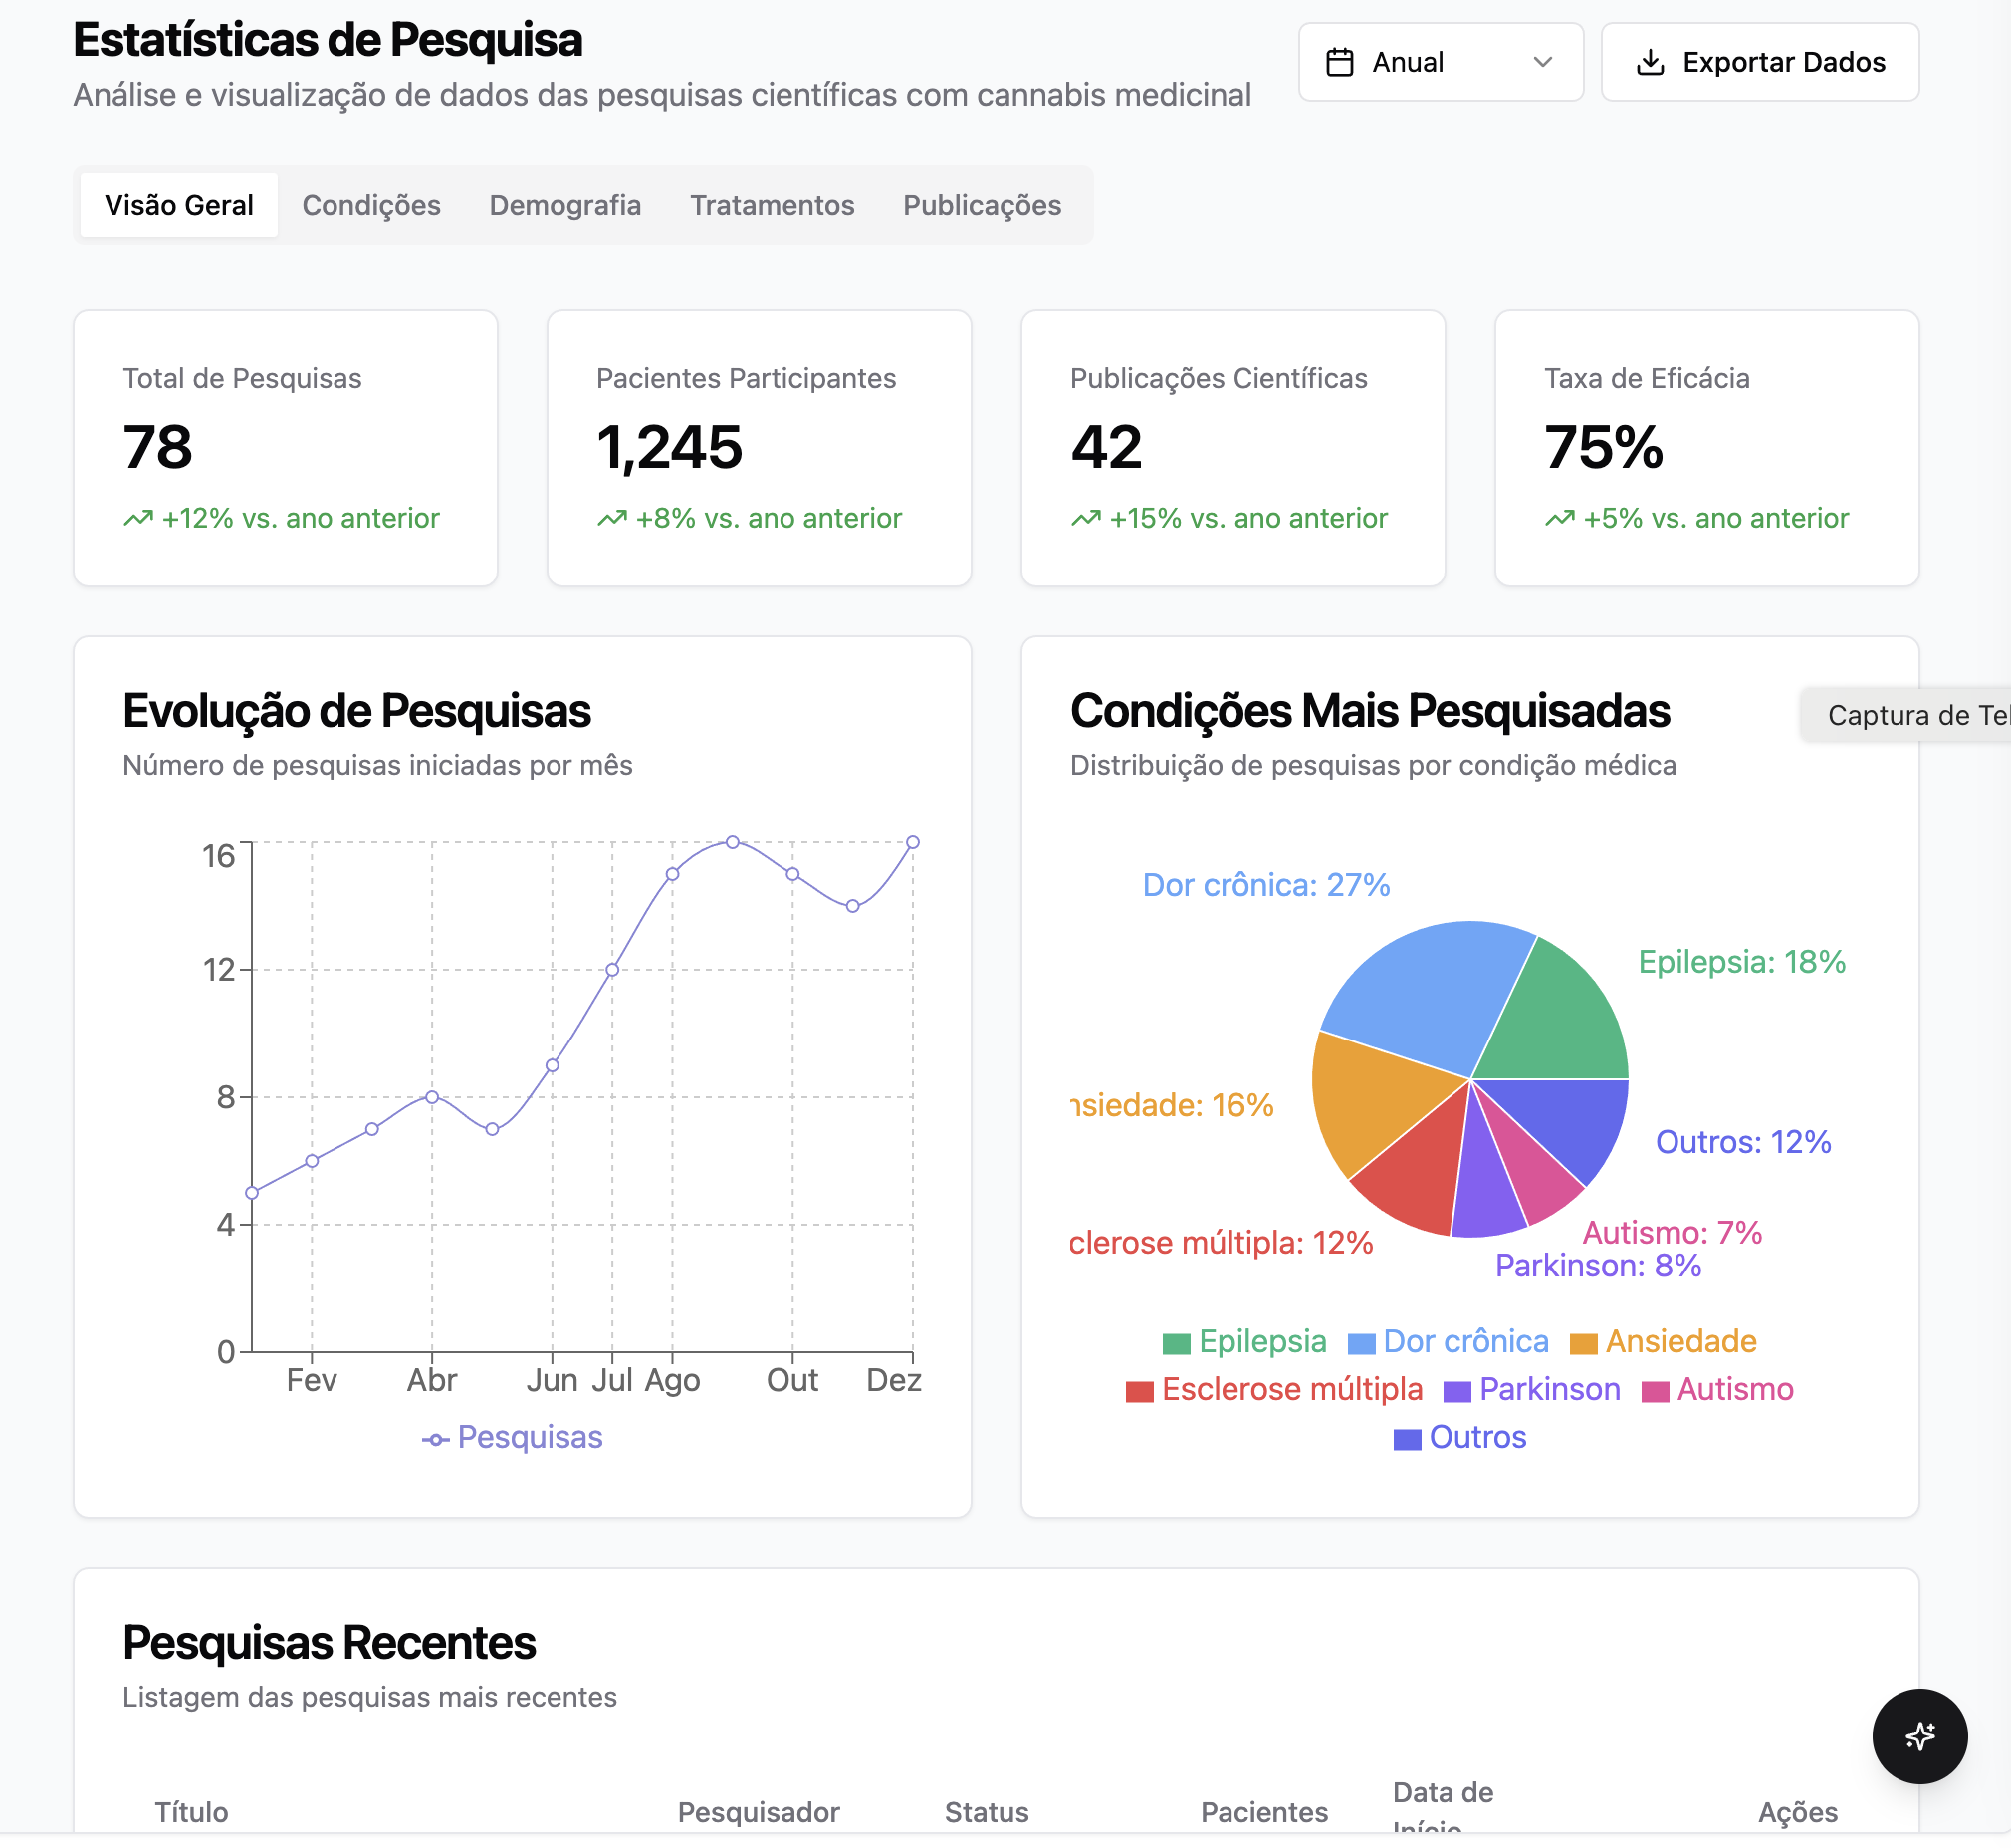 Estatísticas de Pesquisa
Análise e visualização de dados das pesquisas científicas com cannabis medicinal
Anual
Exportar Dados
Visão Geral
Condições
Demografia
Tratamentos
Publicações
Total de Pesquisas
78
+12% vs. ano anterior
Pacientes Participantes
1,245
+8% vs. ano anterior
Publicações Científicas
42
+15% vs. ano anterior
Taxa de Eficácia
75%
+5% vs. ano anterior
Evolução de Pesquisas
Número de pesquisas iniciadas por mês
16
12
8
4
0
Fev Abr Jun Jul Ago Out Dez
Pesquisas
Condições Mais Pesquisadas
Distribuição de pesquisas por condição médica
Captura de Tel
Dor crônica: 27%
Epilepsia: 18%
nsiedade: 16%
Outros: 12%
clerose múltipla: 12%
Autismo: 7%
Parkinson: 8%
Epilepsia Dor crônica Ansiedade
Esclerose múltipla Parkinson Autismo
Outros
Pesquisas Recentes
Listagem das pesquisas mais recentes
Título
Pesquisador
Status
Pacientes
Data de
Início
Ações